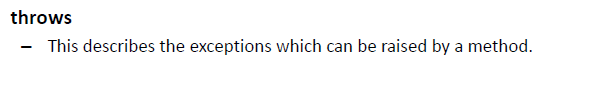 throws
– This describes the exceptions which can be raised by a method.